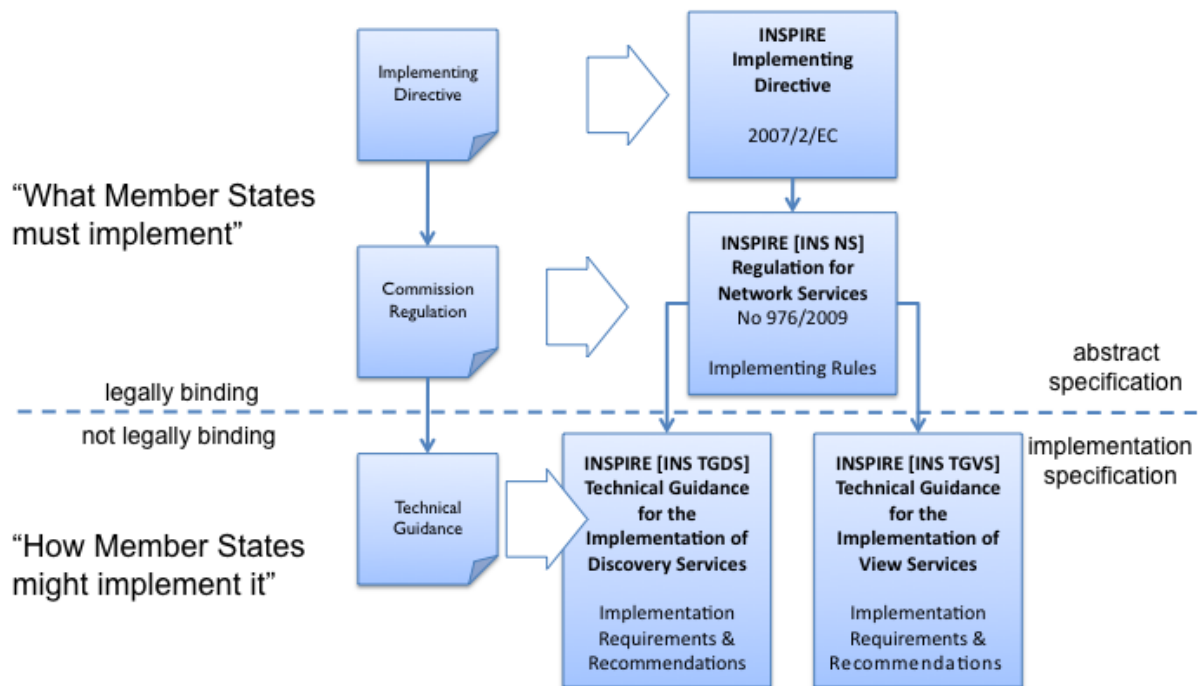 Implementing
Directive
INSPIRE
Implementing
Directive
2007/2/EC
“What Member States
must implement”
Commission
Regulation
INSPIRE [INS NS]
Regulation for
Network Services
No 976/2009
Implementing Rules
abstract
specification
legally binding
not legally binding
implementation
specification
Technical
Guidance
“How Member States
might implement it”
INSPIRE [INS TGDS]
Technical Guidance
for the
Implementation of
Discovery Services
Implementation
Requirements &
Recommendations
INSPIRE [INS TGVS]
Technical Guidance
for the
Implementation of
View Services
Implementation
Requirements &
Recommendations